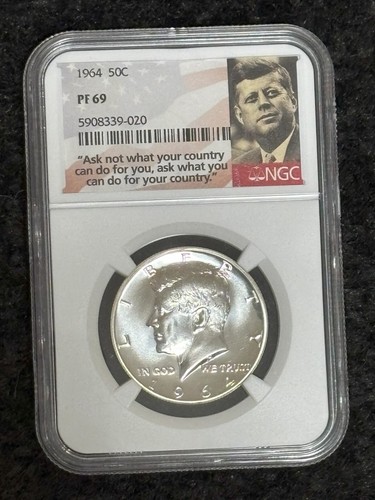 1964 50C
PF 69
5908339-020
"Ask not what your country
can do for you, ask what you
can do for your country."
NGC
LIBERTY
IN GOD WE TRUST
1964